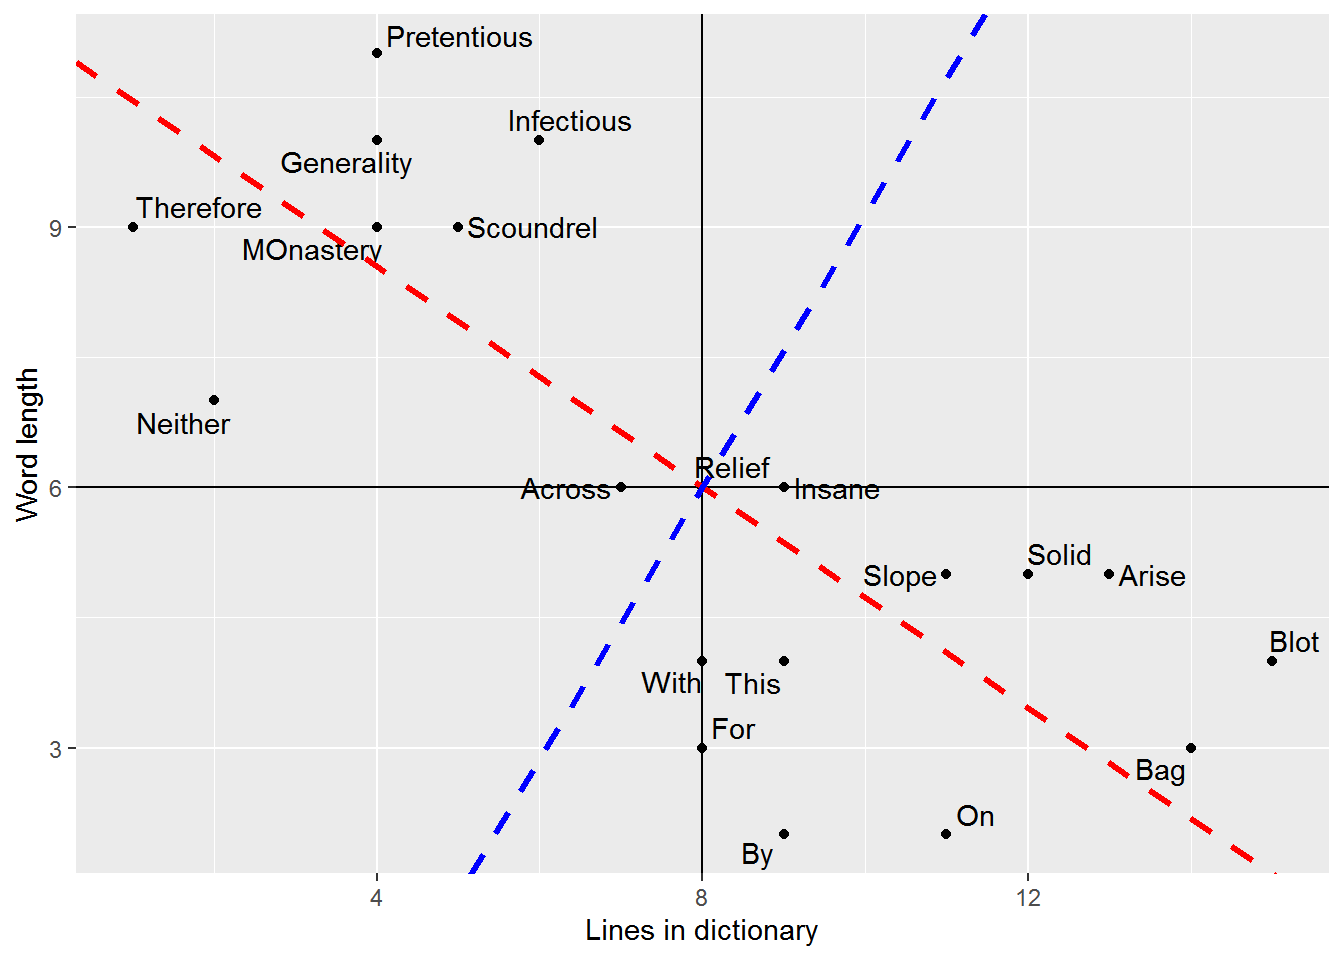 Pretentious
Infectious
Generality
Therefore
Scoundrel
MOnastery
Neither
Relief
Across
Insane
Solid
Slope
Arise
Blot
With
This
For
Bag
On
By
9
6
3
Word length
4
8
12
Lines in dictionary